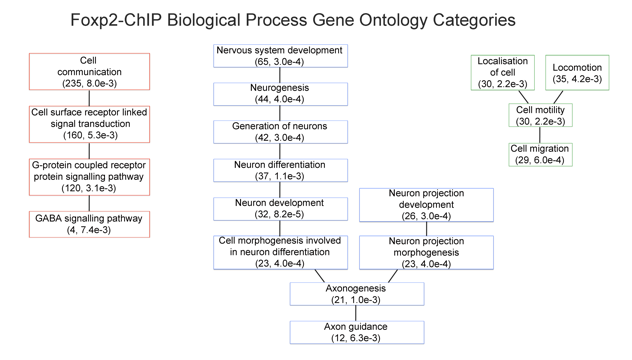 Foxp2-ChIP Biological Process Gene Ontology Categories
Cell
communication
(235, 8.0e-3)
Cell surface receptor linked
signal transduction
(160, 5.3e-3)
G-protein coupled receptor
protein signalling pathway
(120, 3.1e-3)
GABA signalling pathway
(4, 7.4e-3)
Nervous system development
(65, 3.0e-4)
Neurogenesis
(44, 4.0e-4)
Generation of neurons
(42, 3.0e-4)
Neuron differentiation
(37, 1.1e-3)
Neuron development
(32, 8.2e-5)
Cell morphogenesis involved
in neuron differentiation
(23, 4.0e-4)
Neuron projection
development
(26, 3.0e-4)
Neuron projection
morphogenesis
(23, 4.0e-4)
Axonogenesis
(21, 1.0e-3)
Axon guidance
(12, 6.3e-3)
Localisation
of cell
(30, 2.2e-3)
Locomotion
(35, 4.2e-3)
Cell motility
(30, 2.2e-3)
Cell migration
(29, 6.0e-4)